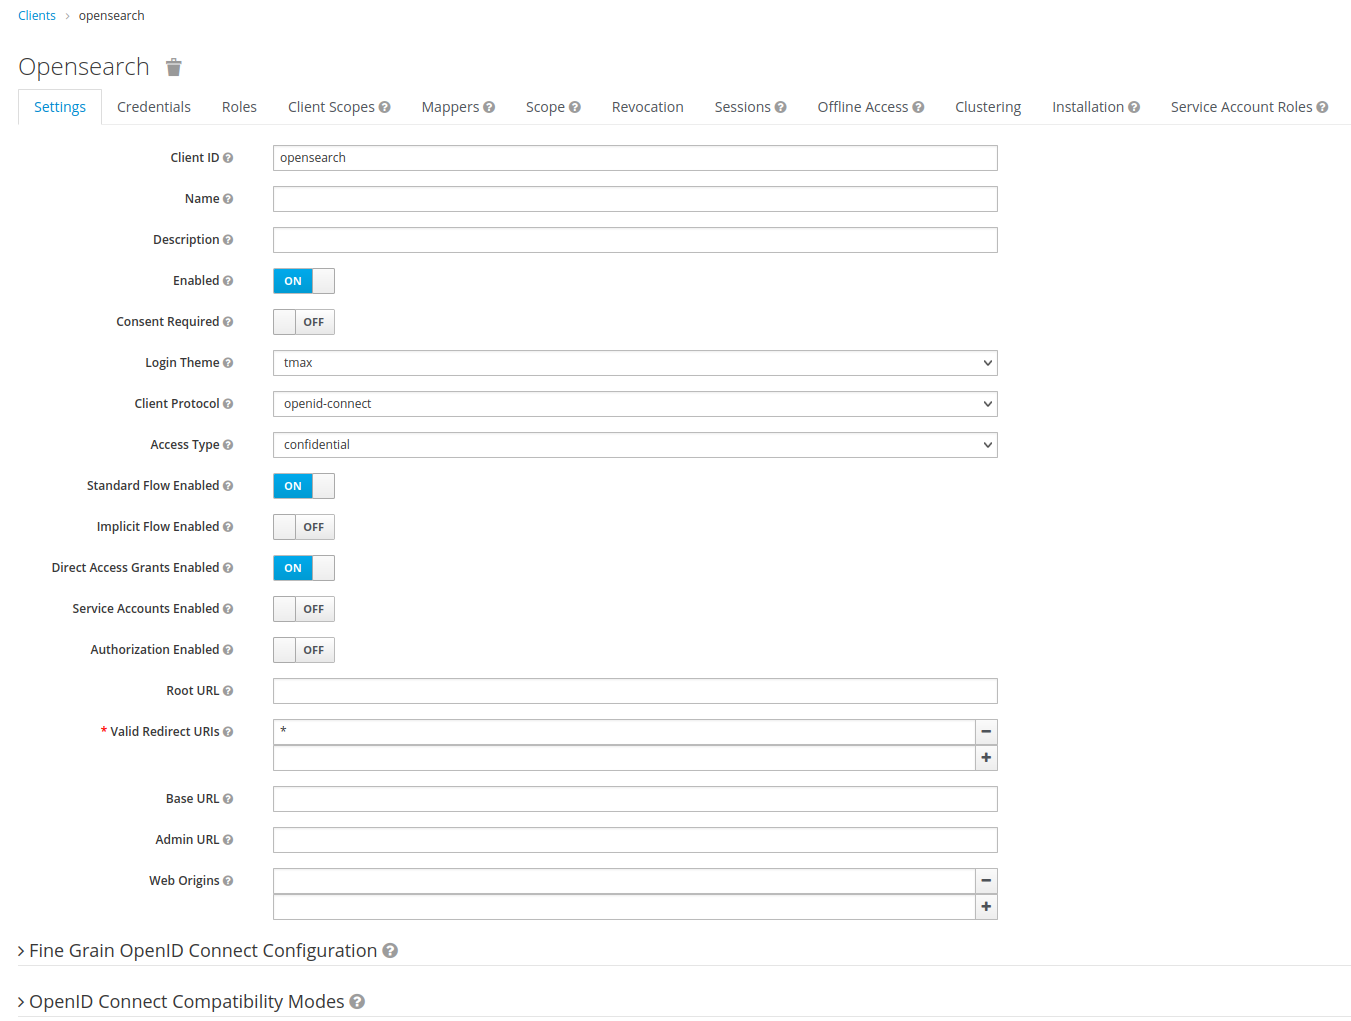 Clients > opensearch
Opensearch
Settings Credentials Roles Client Scopes Mappers Scope Revocation Sessions Offline Access Clustering Installation Service Account Roles
Client ID opensearch
Name
Description
Enabled ON
Consent Required OFF
Login Theme tmax
Client Protocol openid-connect
Access Type confidential
Standard Flow Enabled ON
Implicit Flow Enabled OFF
Direct Access Grants Enabled ON
Service Accounts Enabled OFF
Authorization Enabled OFF
Root URL
* Valid Redirect URIs *
Base URL
Admin URL
Web Origins
Fine Grain OpenID Connect Configuration
OpenID Connect Compatibility Modes